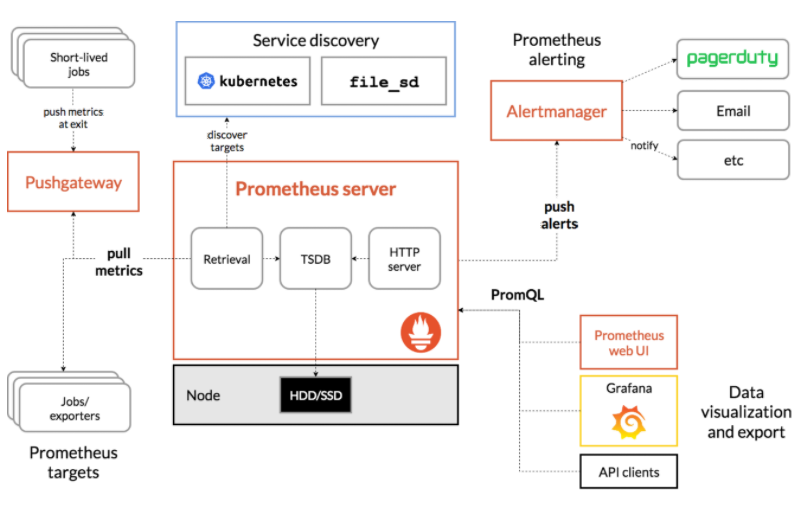 Short-lived
jobs
push metrics
at exit
Pushgateway
Service discovery
kubernetes
file_sd
discover
targets
Prometheus
alerting
Alertmanager
pagerduty
Email
notify
etc
Prometheus server
Retrieval
TSDB
HTTP
server
pull
metrics
push
alerts
PromQL
Node
HDD/SSD
Jobs/
exporters
Prometheus
targets
Prometheus
web UI
Grafana
API clients
Data
visualization
and export